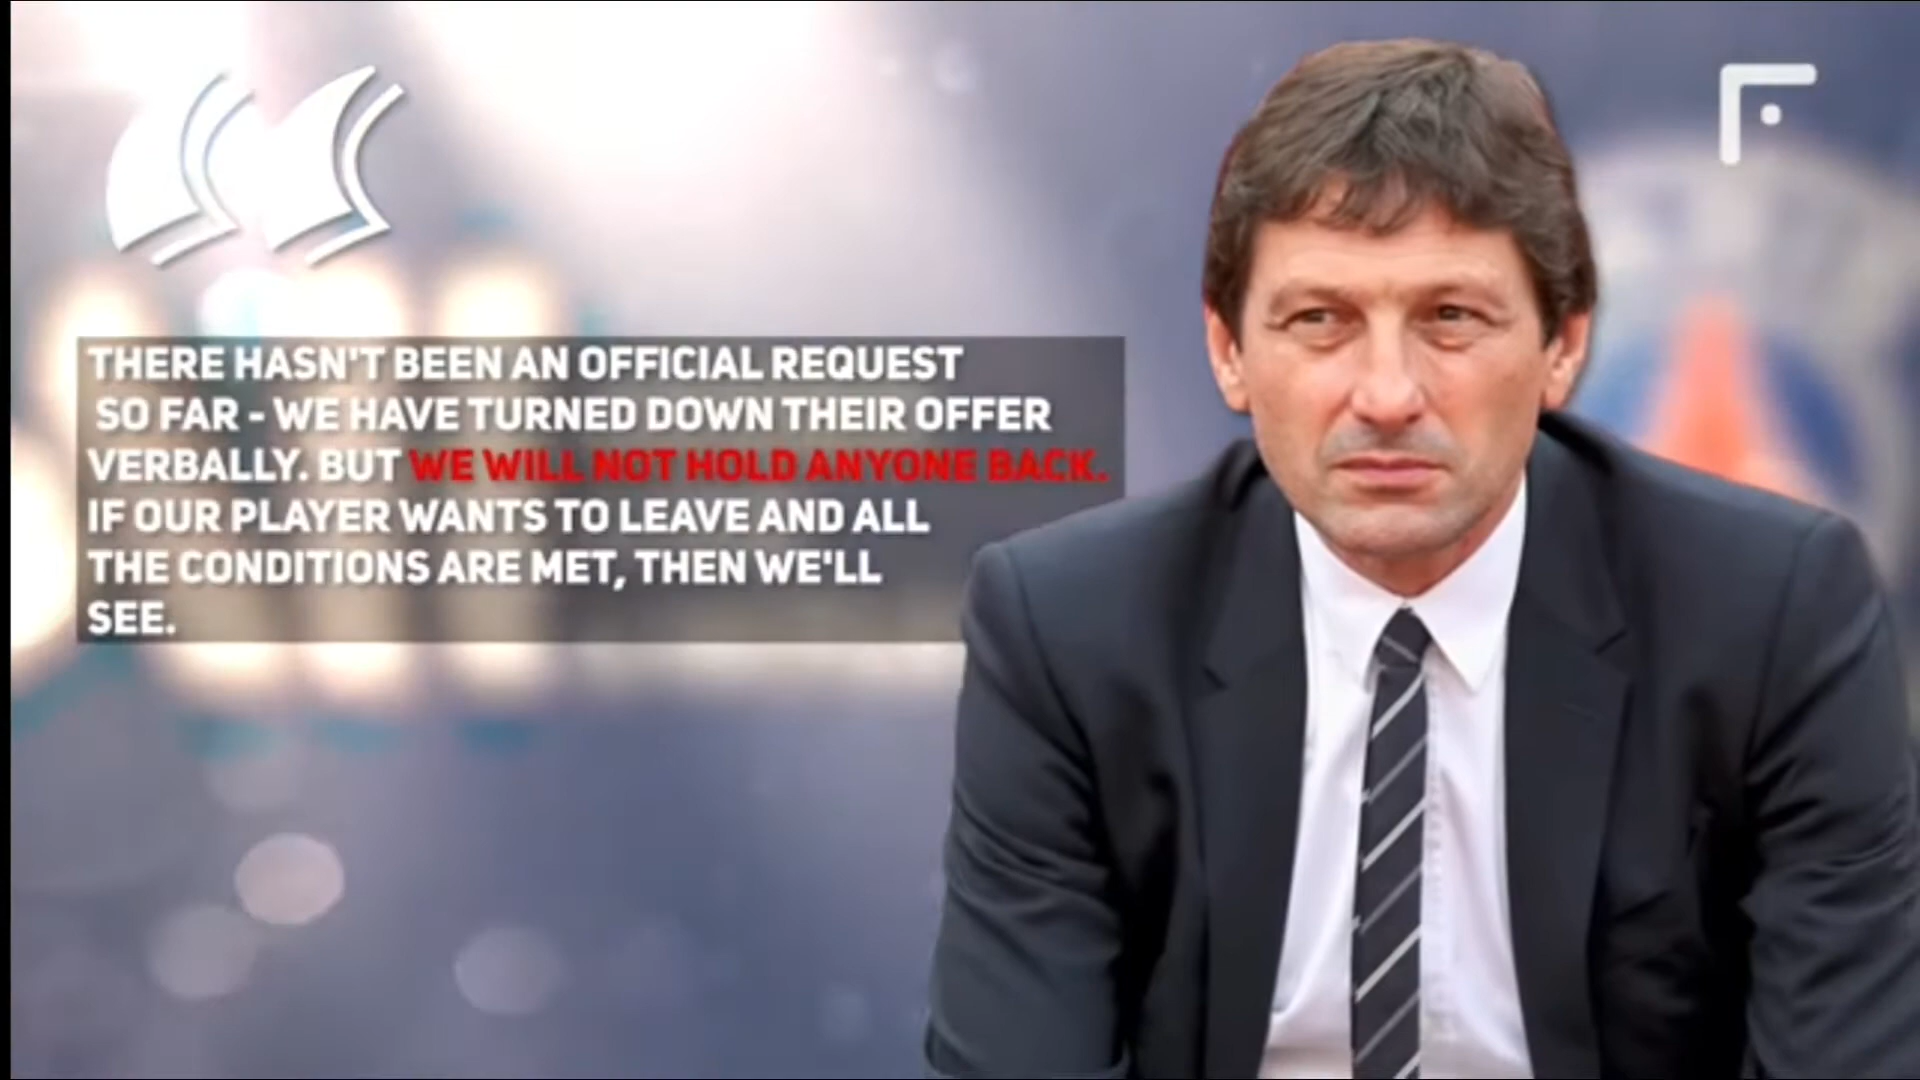 THERE HASN'T BEEN AN OFFICIAL REQUEST
SO FAR - WE HAVE TURNED DOWN THEIR OFFER
VERBALLY. BUT WE WILL NOT HOLD ANYONE BACK.
IF OUR PLAYER WANTS TO LEAVE AND ALL
THE CONDITIONS ARE MET, THEN WE'LL
SEE.